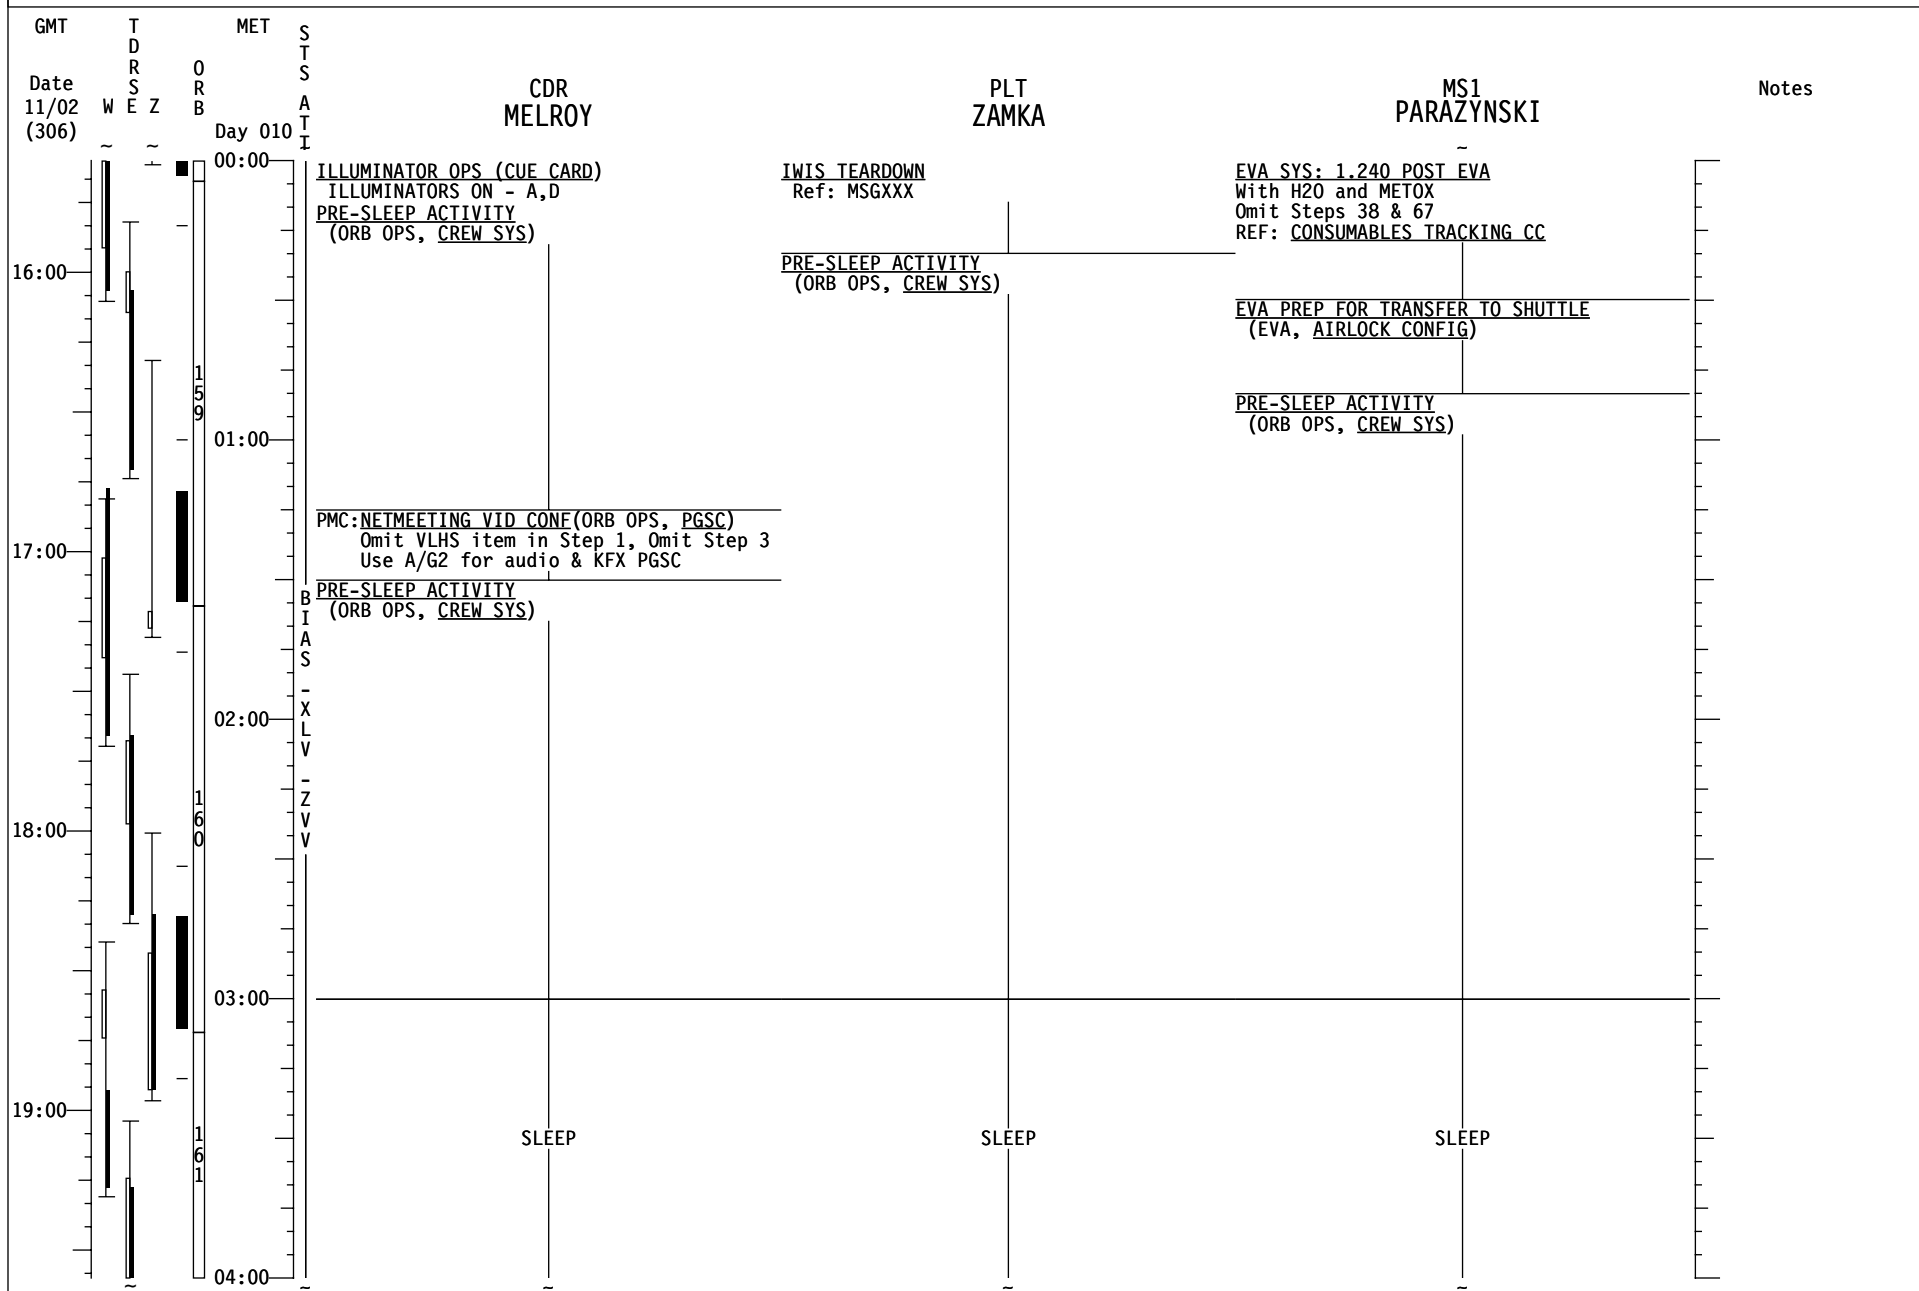 GMT
TDRS
MET
STS ATT
ORB
Date
11/02
(306)
W E Z
Day 010
CDR
MELROY
PLT
ZAMKA
MS1
PARAZYNSKI
Notes
~ ~ ~ ~
00:00
ILLUMINATOR OPS (CUE CARD)
ILLUMINATORS ON - A,D
PRE-SLEEP ACTIVITY
(ORB OPS, CREW SYS)
PMC:NETMEETING VID CONF(ORB OPS, PGSC)
Omit VLHS item in Step 1, Omit Step 3
Use A/G2 for audio & KFX PGSC
PRE-SLEEP ACTIVITY
(ORB OPS, CREW SYS)
SLEEP
IWIS TEARDOWN
Ref: MSGXXX
PRE-SLEEP ACTIVITY
(ORB OPS, CREW SYS)
SLEEP
EVA SYS: 1.240 POST EVA
With H2O and METOX
Omit Steps 38 & 67
REF: CONSUMABLES TRACKING CC
EVA PREP FOR TRANSFER TO SHUTTLE
(EVA, AIRLOCK CONFIG)
PRE-SLEEP ACTIVITY
(ORB OPS, CREW SYS)
SLEEP
16:00
17:00
18:00
19:00
159
160
161
01:00
02:00
03:00
04:00
BIAS -XLV -ZVV
~ ~ ~ ~ ~